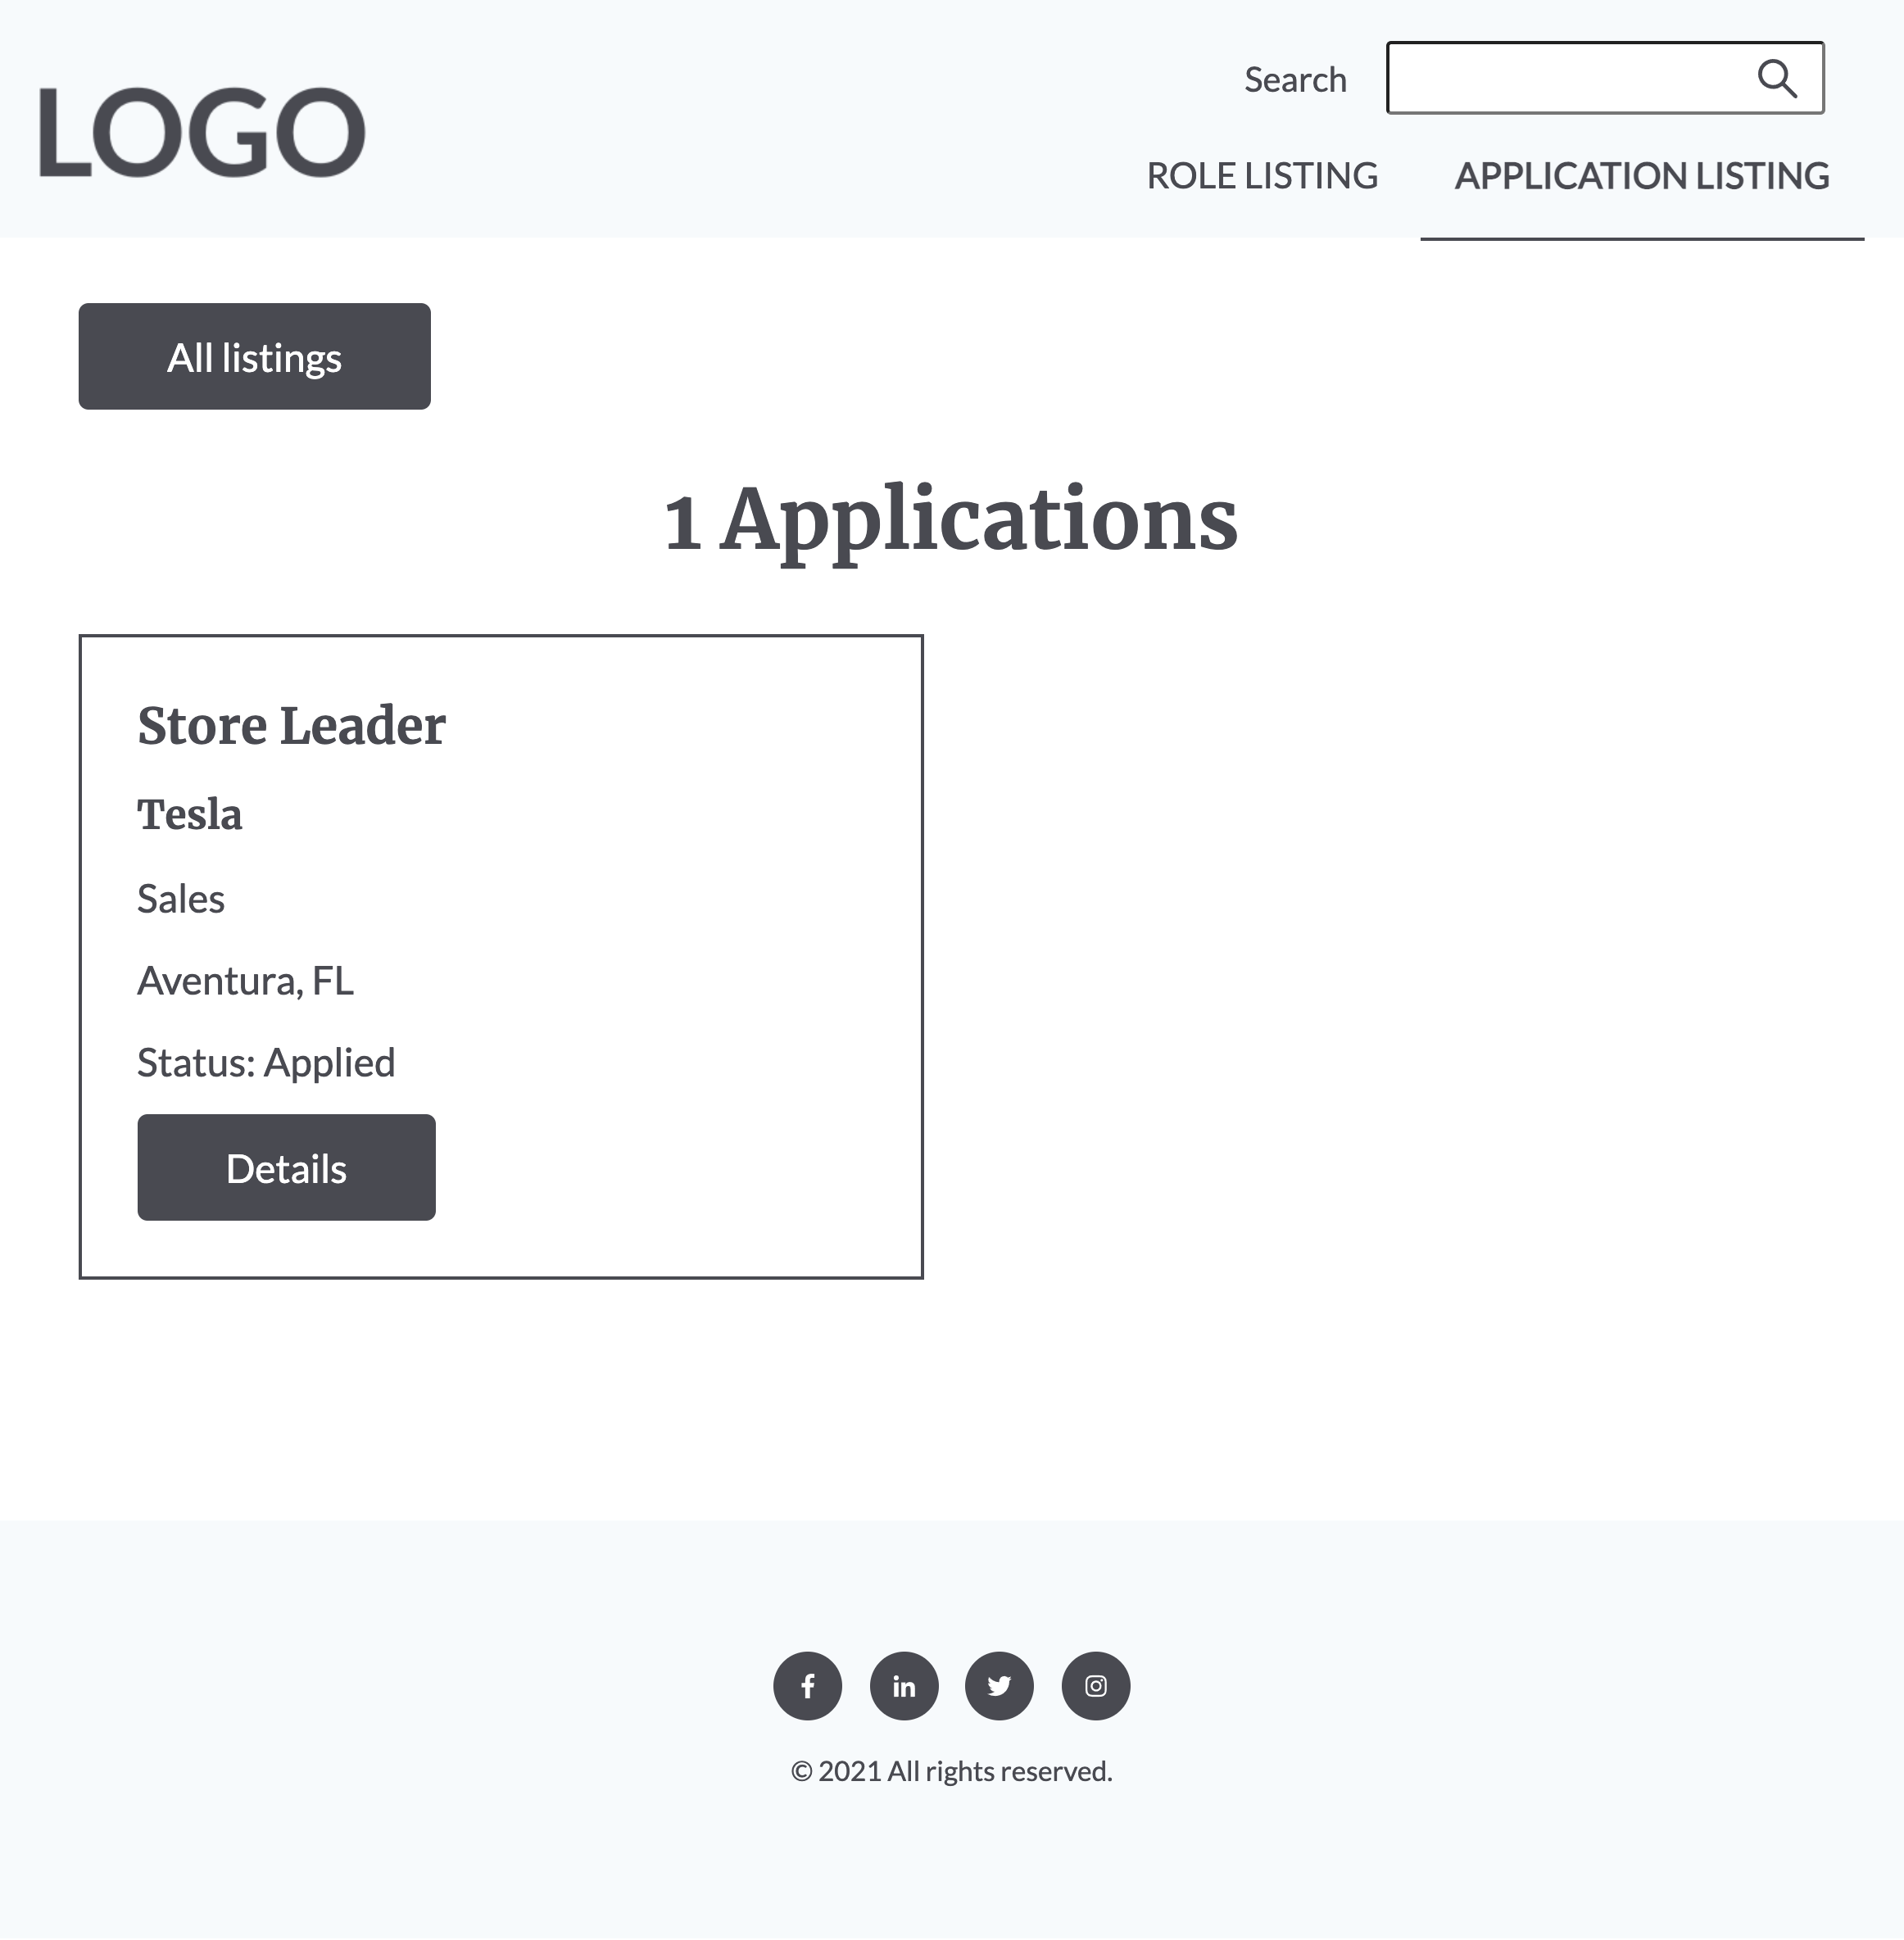 LOGO
Search
ROLE LISTING
APPLICATION LISTING
All listings
1 Applications
Store Leader
Tesla
Sales
Aventura, FL
Status: Applied
Details
© 2021 All rights reserved.